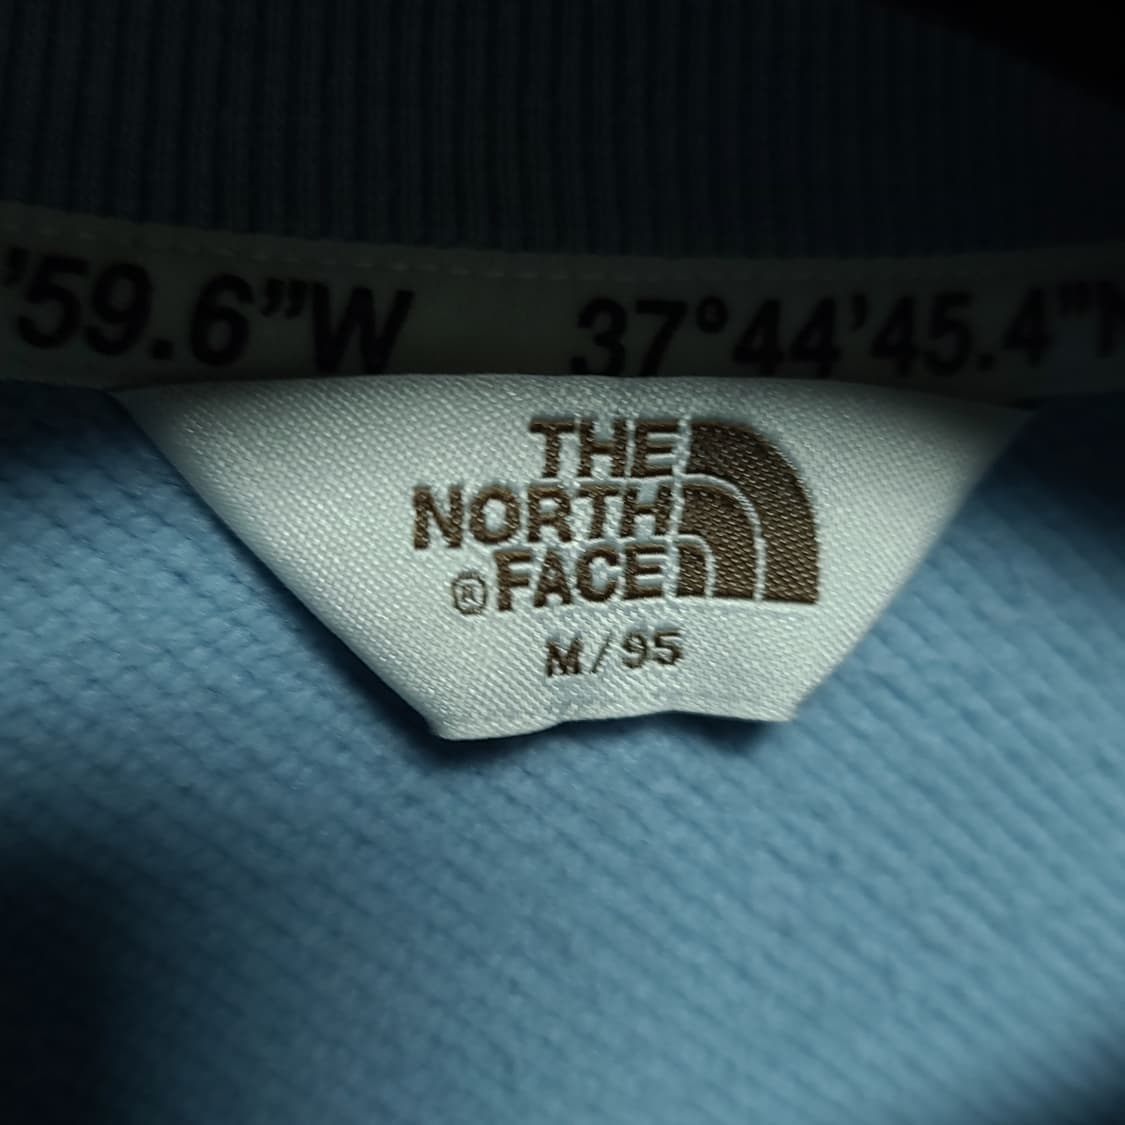 '59.6”W 37°44’45.4”N
THE
NORTH
FACE
®
M/95